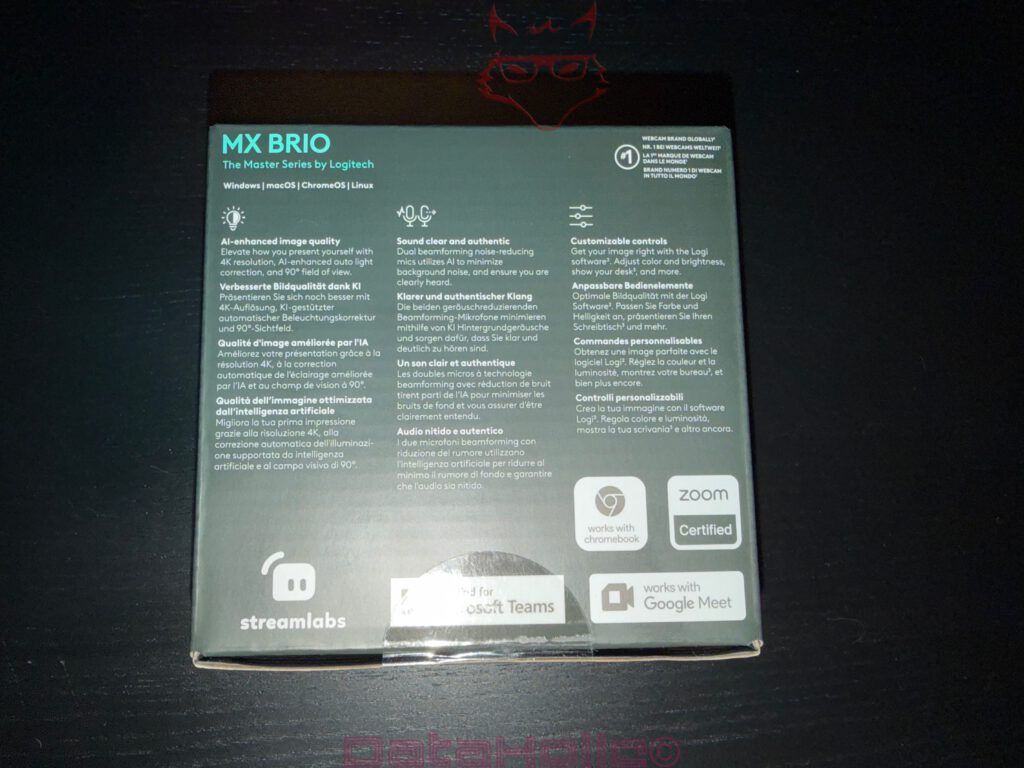 MX BRIO
The Master Series by Logitech
Windows | macOS | ChromeOS | Linux
#1
WEBCAM BRAND GLOBALLY¹
NR. 1 BEI WEBCAMS WELTWEIT¹
LA 1ʳᵉ MARQUE DE WEBCAM
DANS LE MONDE¹
BRAND NUMERO 1 DI WEBCAM
IN TUTTO IL MONDO¹
AI-enhanced image quality
Elevate how you present yourself with
4K resolution, AI-enhanced auto light
correction, and 90° field of view.
Verbesserte Bildqualität dank KI
Präsentieren Sie sich noch besser mit
4K-Auflösung, KI-gestützter
automatischer Beleuchtungskorrektur
und 90°-Sichtfeld.
Qualité d'image améliorée par l'IA
Améliorez votre présentation grâce à la
résolution 4K, à la correction
automatique de l'éclairage améliorée
par l'IA et au champ de vision à 90°.
Qualità dell'immagine ottimizzata
dall'intelligenza artificiale
Migliora la tua prima impressione
grazie alla risoluzione 4K, alla
correzione automatica dell'illuminazi-
one supportata da intelligenza
artificiale e al campo visivo di 90°.
Sound clear and authentic
Dual beamforming noise-reducing
mics utilizes AI to minimize
background noise, and ensure you are
clearly heard.
Klarer und authentischer Klang
Die beiden geräuschreduzierenden
Beamforming-Mikrofone minimieren
mithilfe von KI Hintergrundgeräusche
und sorgen dafür, dass Sie klar und
deutlich zu hören sind.
Un son clair et authentique
Les doubles micros à technologie
beamforming avec réduction de bruit
tirent parti de l'IA pour minimiser les
bruits de fond et vous assurer d'être
clairement entendu.
Audio nitido e autentico
I due microfoni beamforming con
riduzione del rumore utilizzano
l'intelligenza artificiale per ridurre al
minimo il rumore di fondo e garantire
che l'audio sia nitido.
Customizable controls
Get your image right with the Logi
software². Adjust color and brightness,
show your desk³, and more.
Anpassbare Bedienelemente
Optimale Bildqualität mit der Logi
Software². Passen Sie Farbe und
Helligkeit an, präsentieren Sie Ihren
Schreibtisch³ und mehr.
Commandes personnalisables
Obtenez une image parfaite avec le
logiciel Logi². Réglez la couleur et la
luminosité, montrez votre bureau³, et
bien plus encore.
Controlli personalizzabili
Crea la tua immagine con il software
Logi². Regola colore e luminosità,
mostra la tua scrivania³ e altro ancora.
works with
chromebook
zoom
Certified
streamlabs
for
Teams
works with
Google Meet
DataHolic©